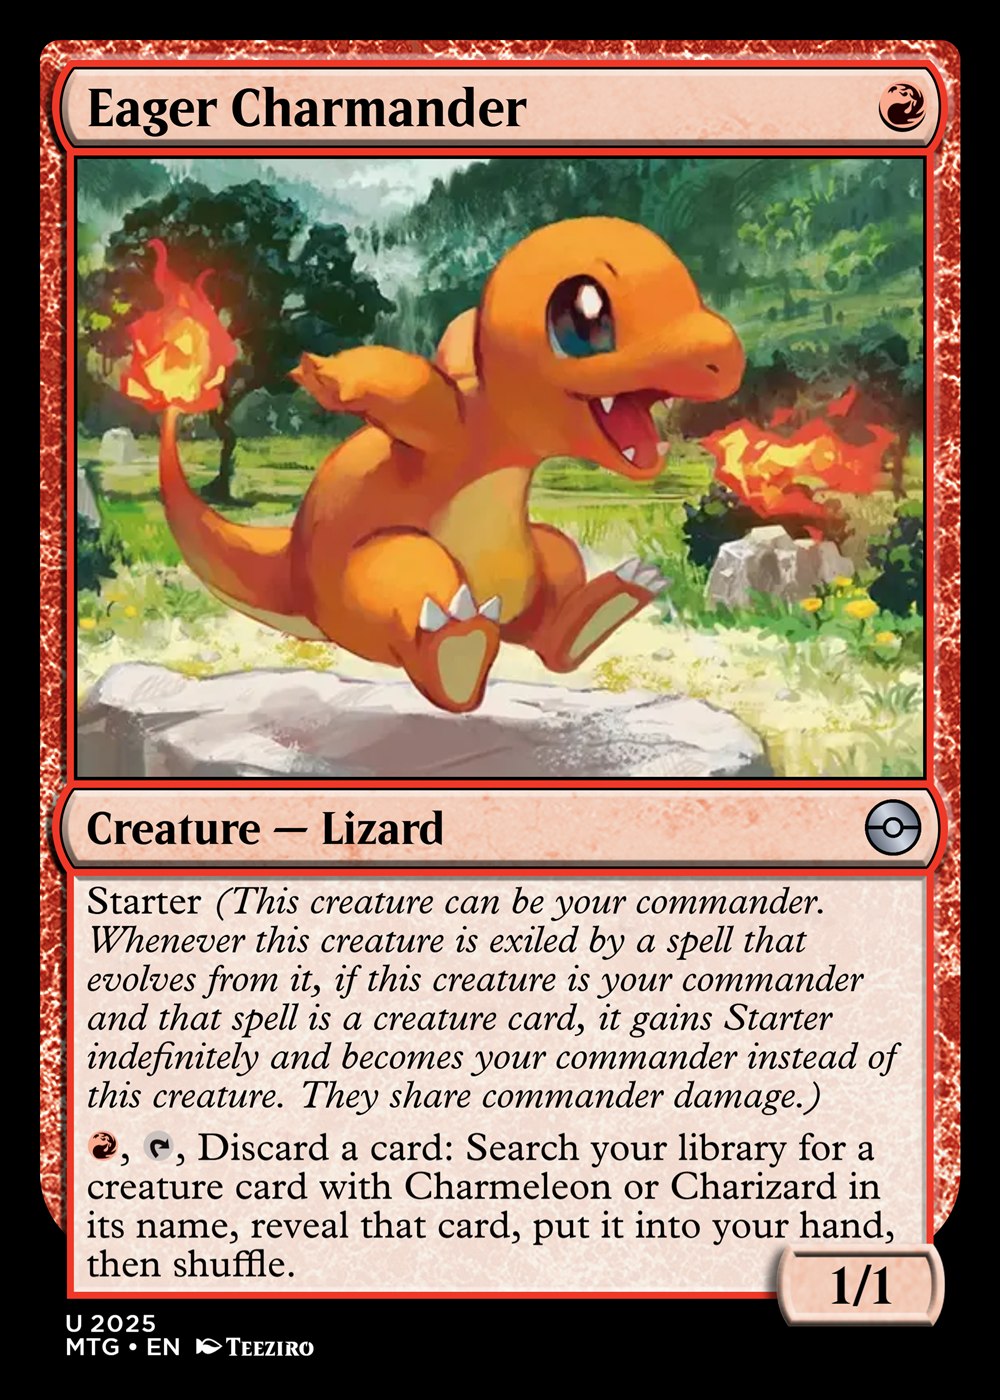 Eager Charmander
Creature — Lizard
Starter (This creature can be your commander.
Whenever this creature is exiled by a spell that
evolves from it, if this creature is your commander
and that spell is a creature card, it gains Starter
indefinitely and becomes your commander instead of
this creature. They share commander damage.)
, , Discard a card: Search your library for a
creature card with Charmeleon or Charizard in
its name, reveal that card, put it into your hand,
then shuffle.
1/1
U 2025
MTG • EN Teeziro